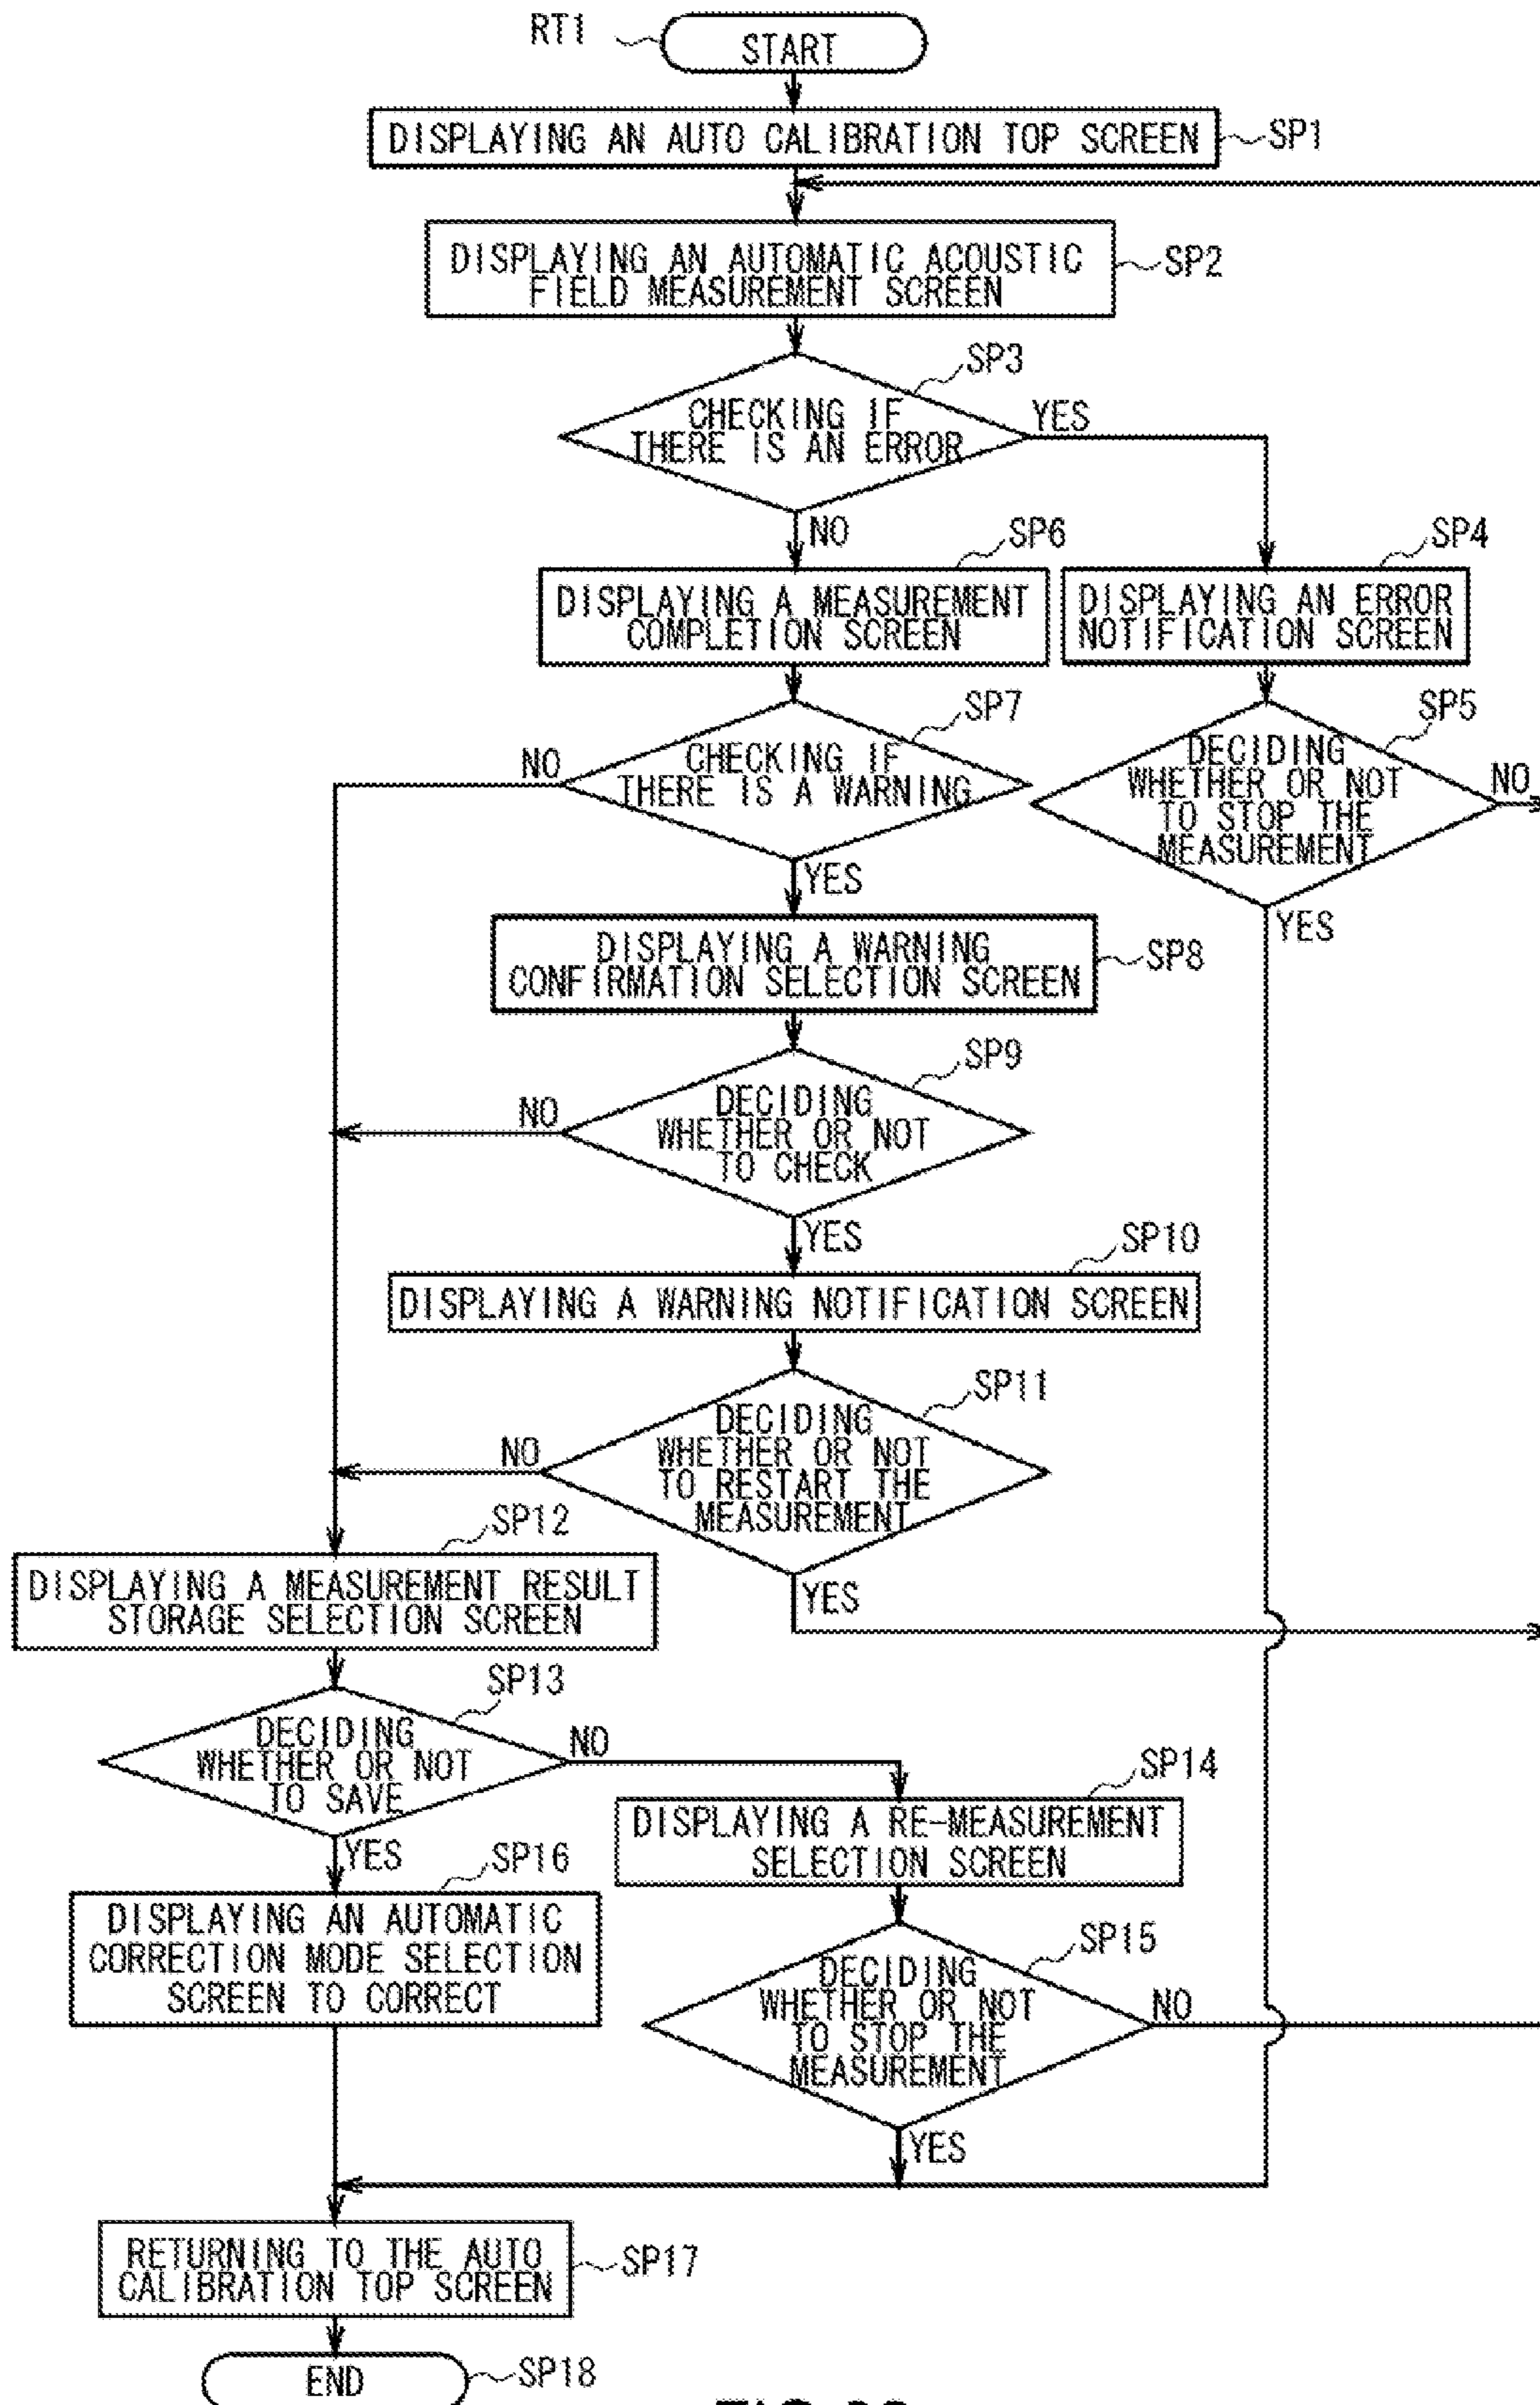 RT1
START
DISPLAYING AN AUTO CALIBRATION TOP SCREEN
SP1
DISPLAYING AN AUTOMATIC ACOUSTIC
FIELD MEASUREMENT SCREEN
SP2
SP3
CHECKING IF
THERE IS AN ERROR
YES
NO
SP6
DISPLAYING A MEASUREMENT
COMPLETION SCREEN
SP4
DISPLAYING AN ERROR
NOTIFICATION SCREEN
SP7
CHECKING IF
THERE IS A WARNING
NO
YES
SP5
DECIDING
WHETHER OR NOT
TO STOP THE
MEASUREMENT
NO
YES
DISPLAYING A WARNING
CONFIRMATION SELECTION SCREEN
SP8
SP9
DECIDING
WHETHER OR NOT
TO CHECK
NO
YES
SP10
DISPLAYING A WARNING NOTIFICATION SCREEN
SP11
DECIDING
WHETHER OR NOT
TO RESTART THE
MEASUREMENT
NO
YES
SP12
DISPLAYING A MEASUREMENT RESULT
STORAGE SELECTION SCREEN
SP13
DECIDING
WHETHER OR NOT
TO SAVE
NO
YES
SP14
DISPLAYING A RE-MEASUREMENT
SELECTION SCREEN
SP16
DISPLAYING AN AUTOMATIC
CORRECTION MODE SELECTION
SCREEN TO CORRECT
SP15
DECIDING
WHETHER OR NOT
TO STOP THE
MEASUREMENT
NO
YES
RETURNING TO THE AUTO
CALIBRATION TOP SCREEN
SP17
END
SP18